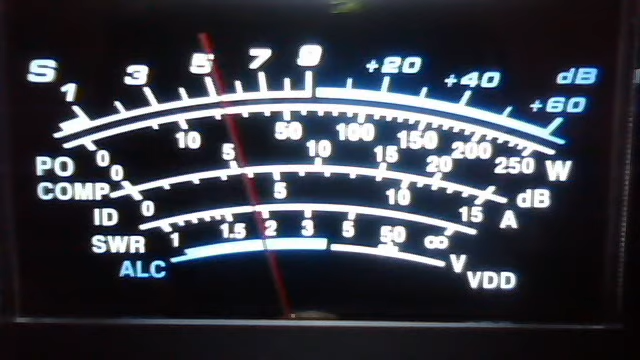 S 1 3 5 7 9 +20 +40 +60 dB
PO 0 10 50 100 150 200 250 W
COMP 0 5 10 15 20 dB
ID 0 5 10 15 A
SWR 1 1.5 2 3 5 50 ∞
ALC V VDD